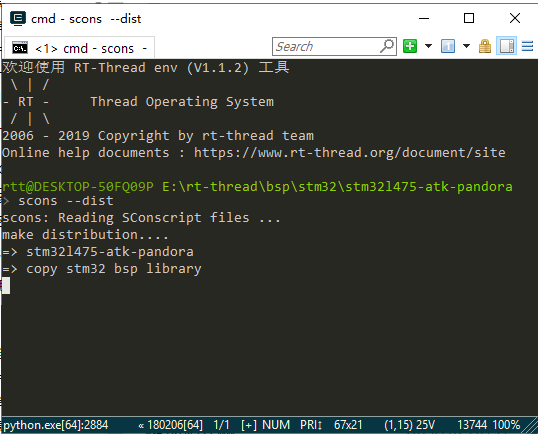 cmd - scons  --dist
<1> cmd - scons  -
Search
欢迎使用 RT-Thread env (V1.1.2) 工具
 \ | /
- RT -     Thread Operating System
 / | \
2006 - 2019 Copyright by rt-thread team
Online help documents : https://www.rt-thread.org/document/site
rtt@DESKTOP-50FQ09P E:\rt-thread\bsp\stm32\stm32l475-atk-pandora
> scons --dist
scons: Reading SConscript files ...
make distribution....
=> stm32l475-atk-pandora
=> copy stm32 bsp library
python.exe[64]:2884 « 180206[64] 1/1 [+] NUM PRI↕ 67x21 (1,15) 25V 13744 100%